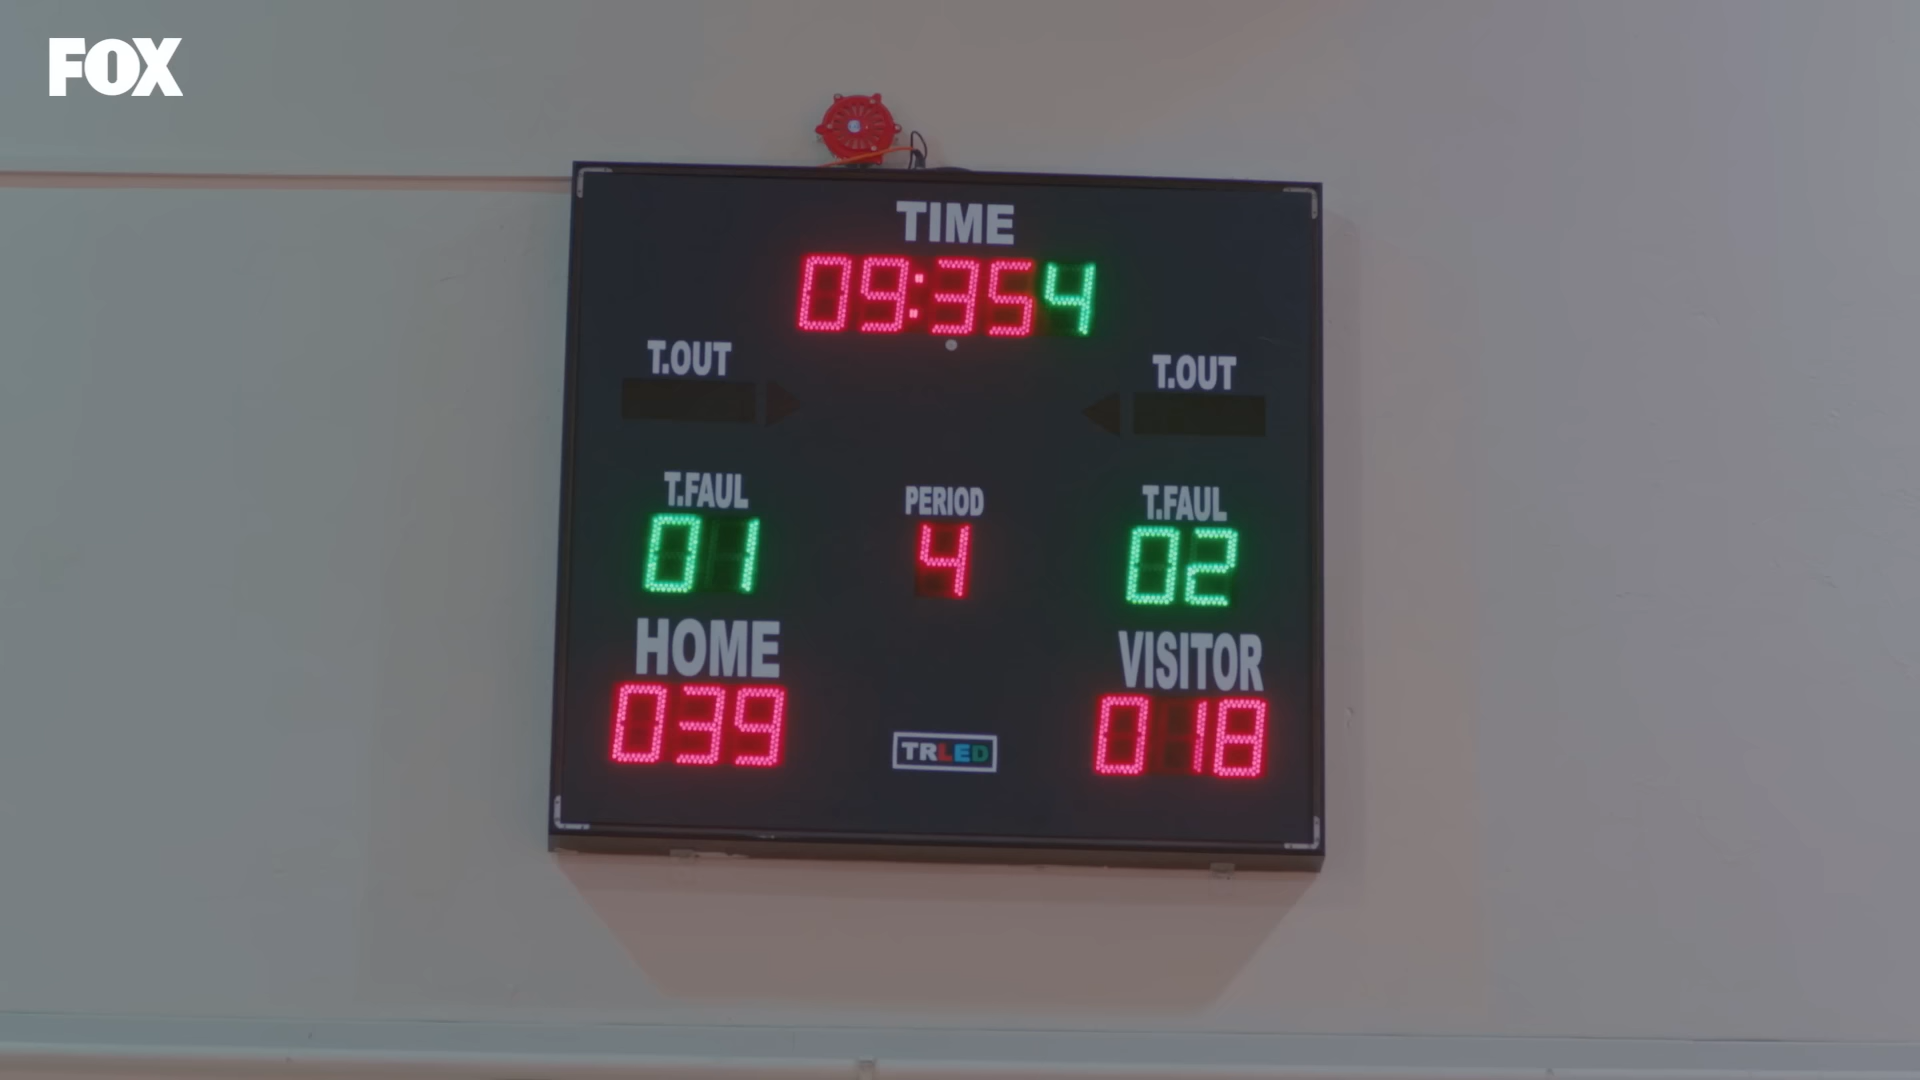 FOX
TIME
09:354
T.OUT
T.OUT
T.FAUL
PERIOD
T.FAUL
01
4
02
HOME
VISITOR
039
018
TRLED